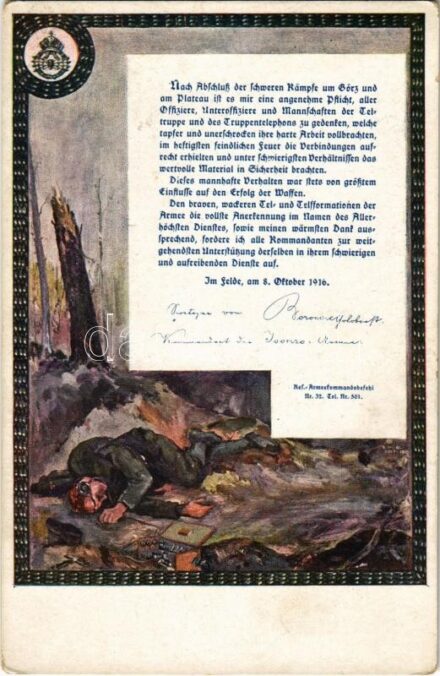 Nach Abschluß der schweren Kämpfe um Görz und
am Plateau ist es mir eine angenehme Pflicht, aller
Offiziere, Unteroffiziere und Mannschaften der Tel-
truppe und des Truppentelephons zu gedenken, welche
tapfer und unerschrocken ihre harte Arbeit vollbrachten,
im heftigsten feindlichen Feuer die Verbindungen auf-
recht erhielten und unter schwierigsten Verhältnissen das
wertvolle Material in Sicherheit brachten.
Dieses mannhafte Verhalten war stets von größtem
Einflusse auf den Erfolg der Waffen.
Den braven, wackeren Tel- und Telfformationen der
Armee die vollste Anerkennung im Namen des Aller-
höchsten Dienstes, sowie meinen wärmsten Dank aus-
sprechend, fordere ich alle Kommandanten zur weit-
gehendsten Unterstützung derselben in ihrem schwierigen
und aufreibenden Dienste auf.
Im Felde, am 8. Oktober 1916.
Svetozar von Boroevic
Kommandant der Isonzo-Armee
Ref.-Armeekommandobefehl
Nr. 32. Tel. Nr. 501.